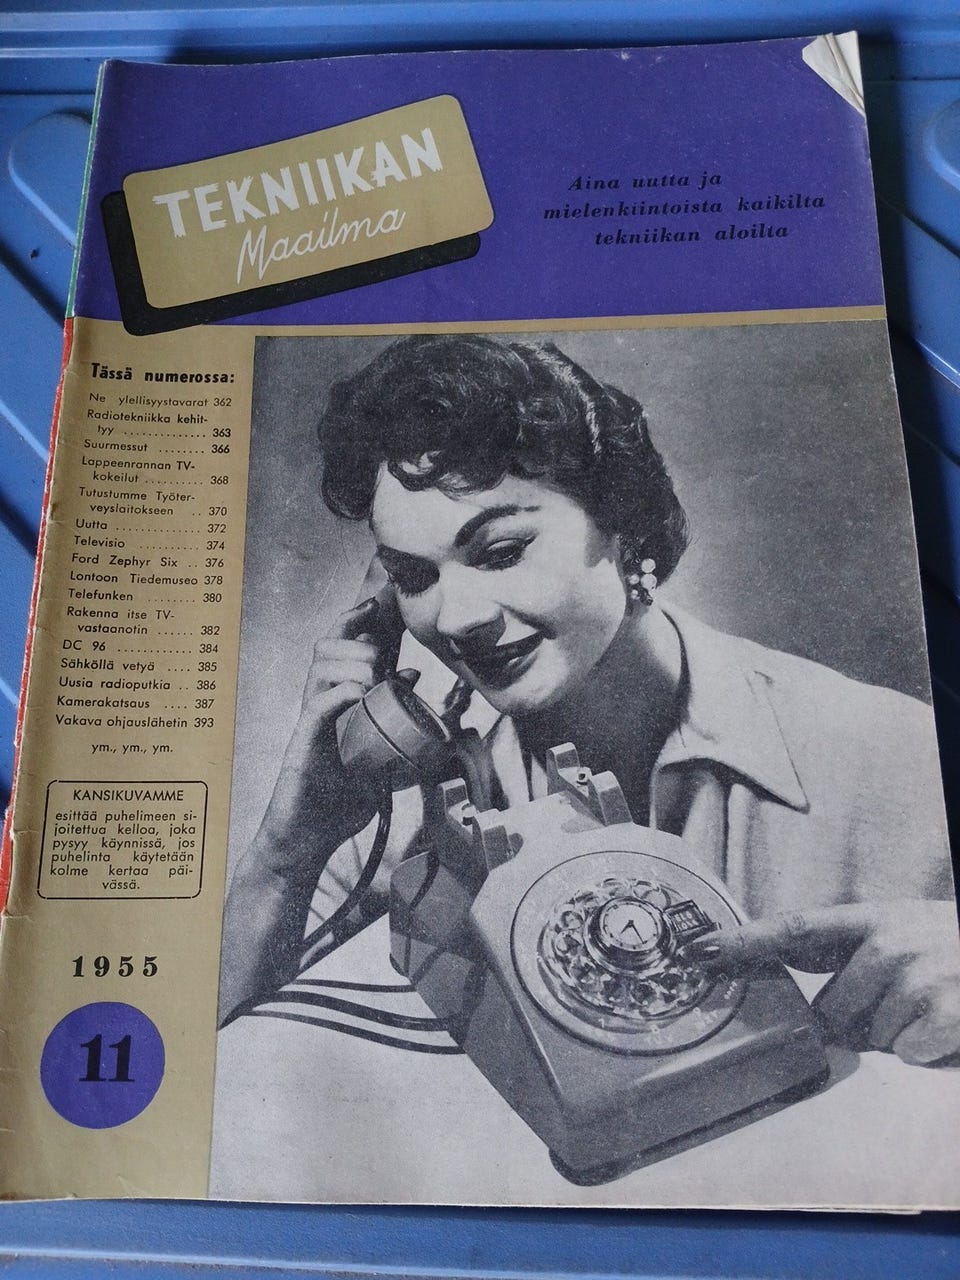 TEKNIIKAN
Maailma
Aina uutta ja
mielenkiintoista kaikilta
tekniikan aloilta
Tässä numerossa:
Ne ylellisyystavarat 362
Radiotekniikka kehit-
tyy ............. 363
Suurmessut ........ 366
Lappeenrannan TV-
kokeilut .......... 368
Tutustumme Työter-
veyslaitokseen .. 370
Uutta .............. 372
Televisio .......... 374
Ford Zephyr Six .. 376
Lontoon Tiedemuseo 378
Telefunken ........ 380
Rakenna itse TV-
vastaanotin ...... 382
DC 96 ............ 384
Sähköllä vetyä .... 385
Uusia radioputkia .. 386
Kamerakatsaus .... 387
Vakava ohjauslähetin 393
ym., ym., ym.
KANSIKUVAMME
esittää puhelimeen si-
joitettua kelloa, joka
pysyy käynnissä, jos
puhelinta käytetään
kolme kertaa päi-
vässä.
1955
11